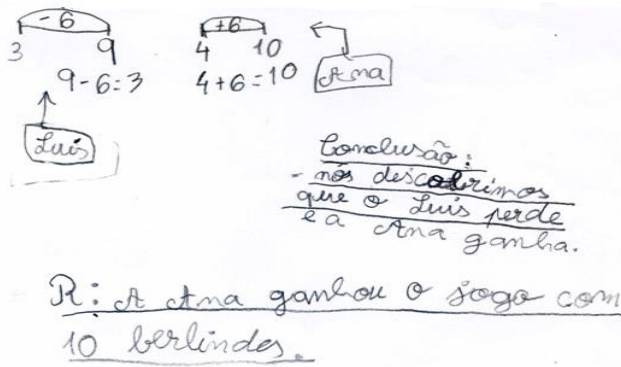 -6
+6
3 9
4 10
9-6=3
4+6=10
Ana
Luís
Conclusão:
- nós descobrimos
que o Luís perde
e a Ana ganha.
R: A Ana ganhou o jogo com
10 berlindes.